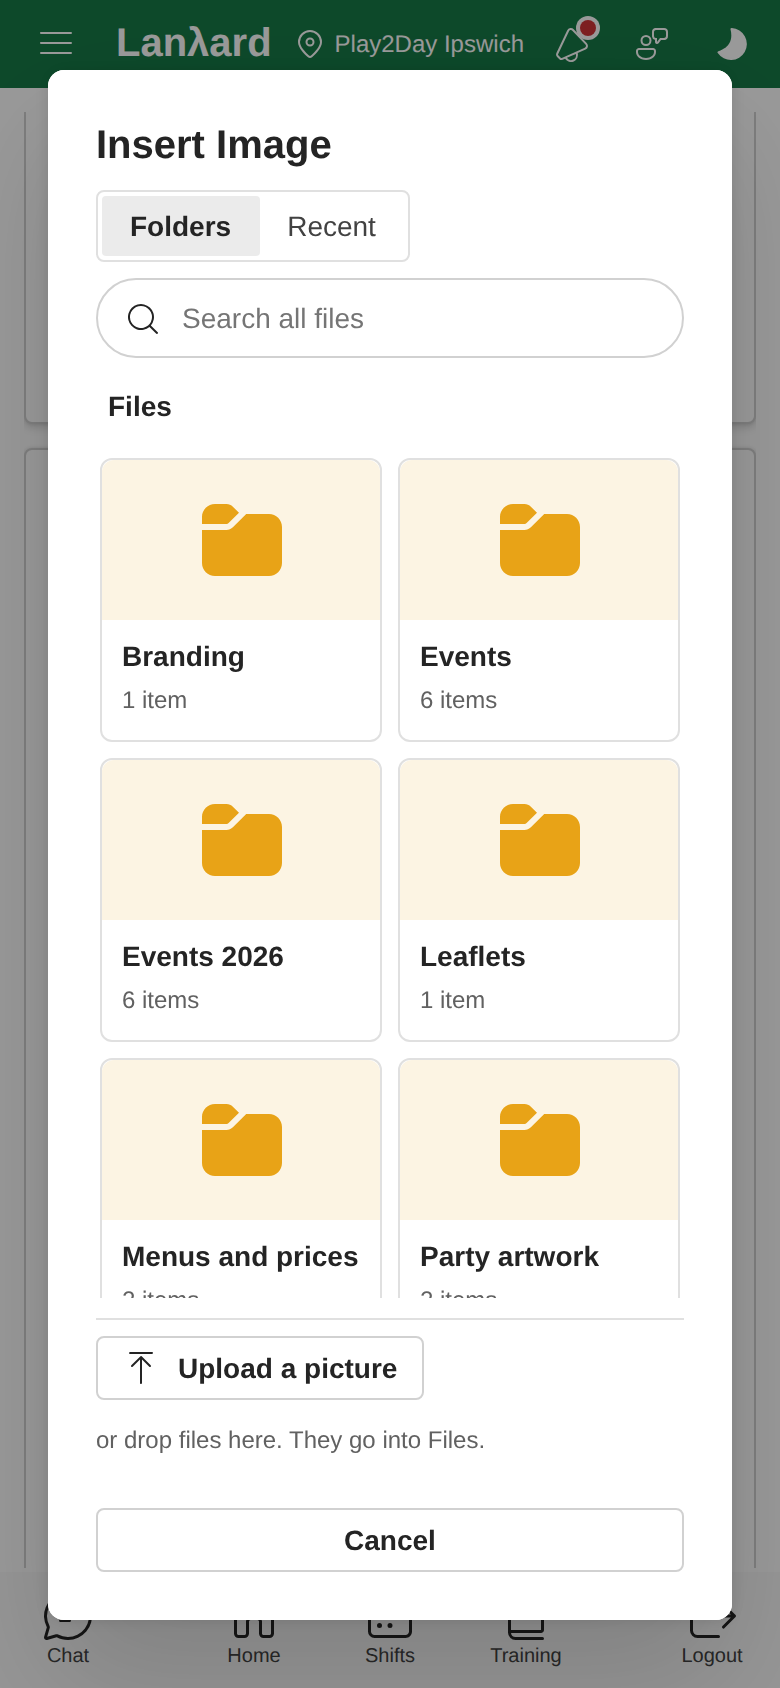 Lanλard
Play2Day Ipswich
Insert Image
Folders
Recent
Search all files
Files
Branding
1 item
Events
6 items
Events 2026
6 items
Leaflets
1 item
Menus and prices
Party artwork
Upload a picture
or drop files here. They go into Files.
Cancel
Chat
Home
Shifts
Training
Logout